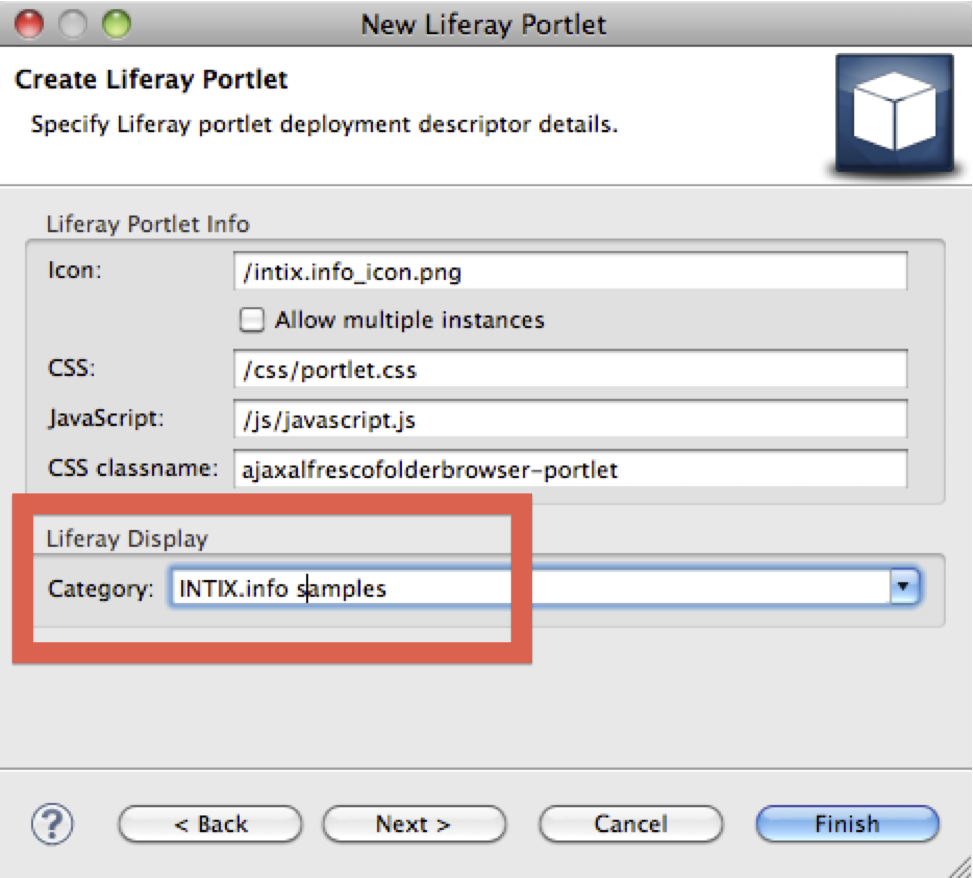 New Liferay Portlet
Create Liferay Portlet
Specify Liferay portlet deployment descriptor details.
Liferay Portlet Info
Icon: /intix.info_icon.png
Allow multiple instances
CSS: /css/portlet.css
JavaScript: /js/javascript.js
CSS classname: ajaxalfrescofolderbrowser-portlet
Liferay Display
Category: INTIX.info samples
? < Back Next > Cancel Finish